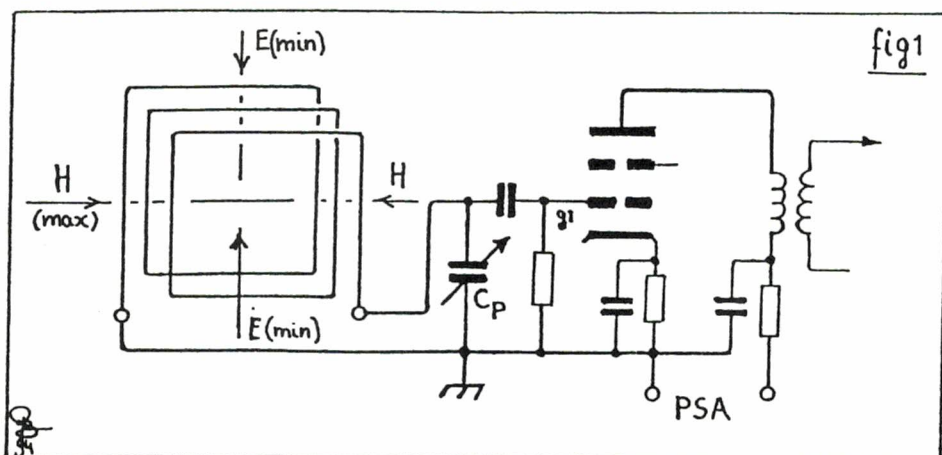 fig1
E(min)
H
(max)
H
g1
Cp
E(min)
PSA